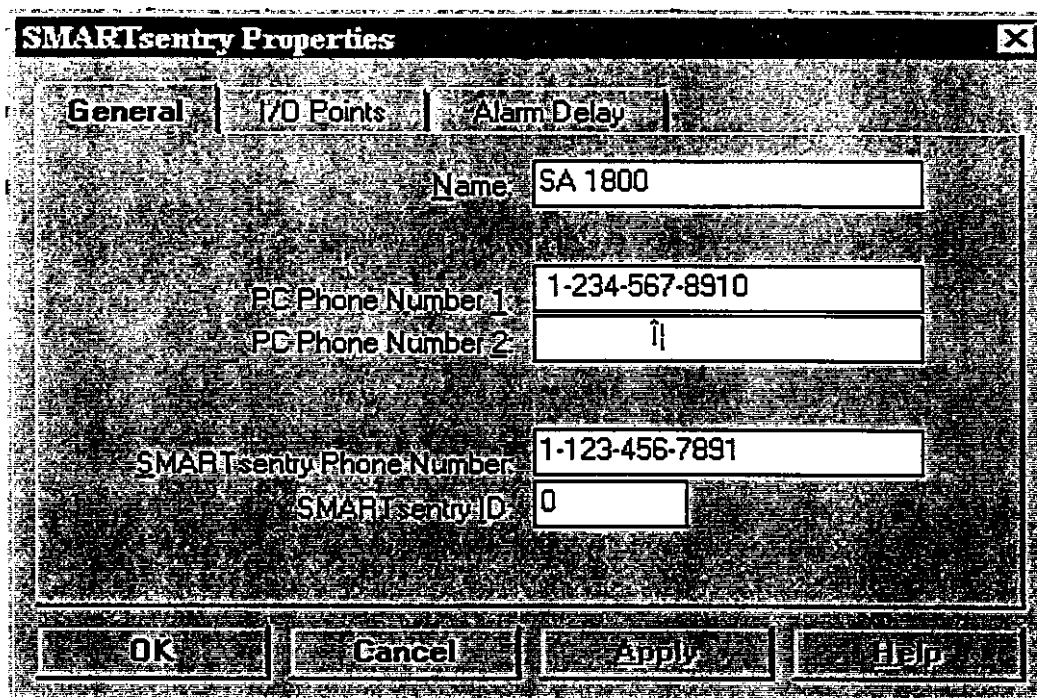 SMARTsentry Properties
General I/O Points Alarm Delay
Name: SA 1800
PC Phone Number 1: 1-234-567-8910
PC Phone Number 2:
SMARTsentry Phone Number: 1-123-456-7891
SMARTsentry ID: 0
OK Cancel Apply Help